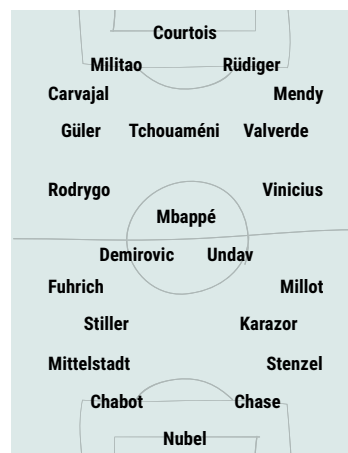 Courtois
Militao Rüdiger
Carvajal Mendy
Güler Tchouaméni Valverde
Rodrygo Vinicius
Mbappé
Demirovic Undav
Fuhrich Millot
Stiller Karazor
Mittelstadt Stenzel
Chabot Chase
Nubel